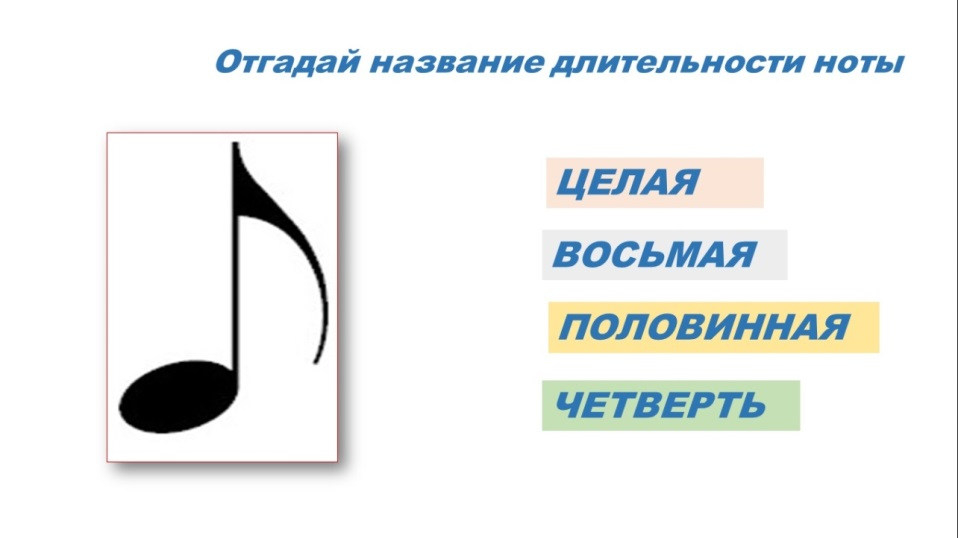 Отгадай название длительности ноты
ЦЕЛАЯ
ВОСЬМАЯ
ПОЛОВИННАЯ
ЧЕТВЕРТЬ